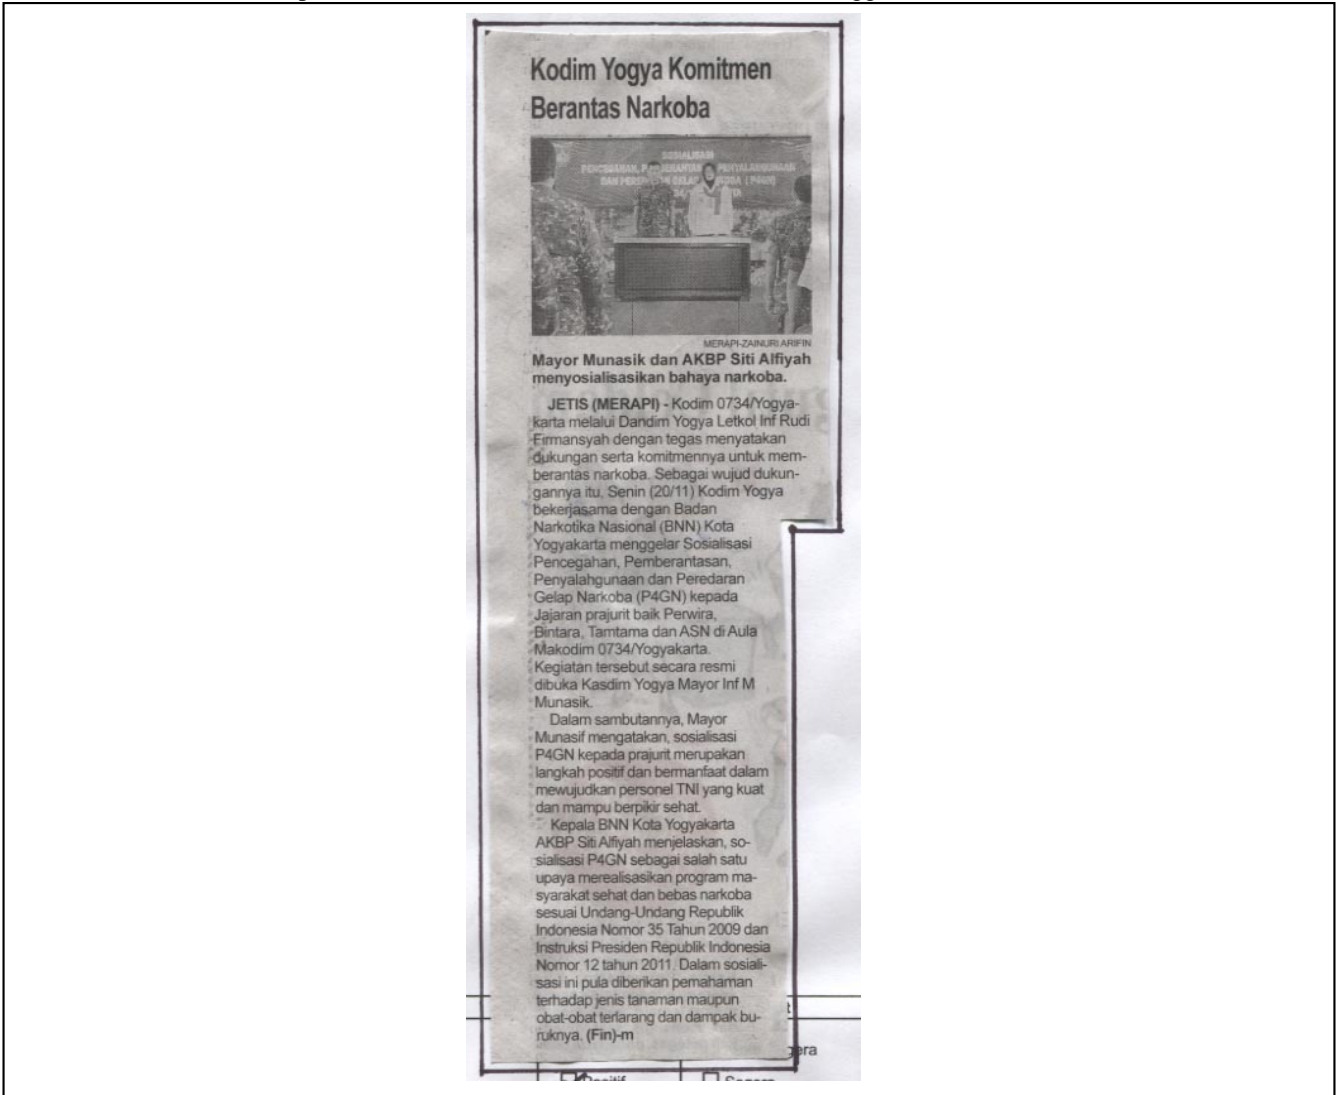 Kodim Yogya Komitmen
Berantas Narkoba
SOSIALISASI
MERAPI-ZAINURI ARIFIN
Mayor Munasik dan AKBP Siti Alfiyah
menyosialisasikan bahaya narkoba.
JETIS (MERAPI) - Kodim 0734/Yogya-
karta melalui Dandim Yogya Letkol Inf Rudi
Firmansyah dengan tegas menyatakan
dukungan serta komitmennya untuk mem-
berantas narkoba. Sebagai wujud dukun-
gannya itu, Senin (20/11) Kodim Yogya
bekerjasama dengan Badan
Narkotika Nasional (BNN) Kota
Yogyakarta menggelar Sosialisasi
Pencegahan, Pemberantasan,
Penyalahgunaan dan Peredaran
Gelap Narkoba (P4GN) kepada
Jajaran prajurit baik Perwira,
Bintara, Tamtama dan ASN di Aula
Makodim 0734/Yogyakarta.
Kegiatan tersebut secara resmi
dibuka Kasdim Yogya Mayor Inf M
Munasik.
Dalam sambutannya, Mayor
Munasif mengatakan, sosialisasi
P4GN kepada prajurit merupakan
langkah positif dan bermanfaat dalam
mewujudkan personel TNI yang kuat
dan mampu berpikir sehat.
Kepala BNN Kota Yogyakarta
AKBP Siti Alfiyah menjelaskan, so-
sialisasi P4GN sebagai salah satu
upaya merealisasikan program ma-
syarakat sehat dan bebas narkoba
sesuai Undang-Undang Republik
Indonesia Nomor 35 Tahun 2009 dan
Instruksi Presiden Republik Indonesia
Nomor 12 tahun 2011. Dalam sosiali-
sasi ini pula diberikan pemahaman
terhadap jenis tanaman maupun
obat-obat terlarang dan dampak bu-
ruknya. (Fin)-m